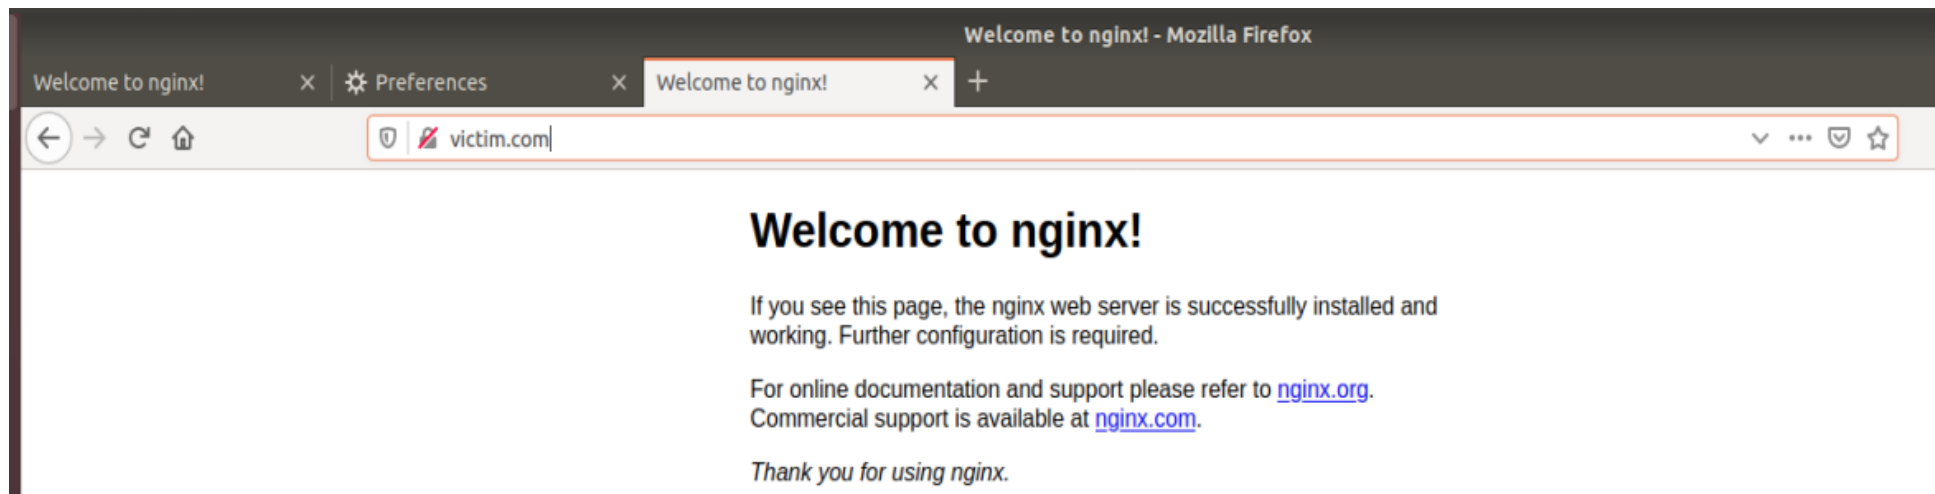 Welcome to nginx! - Mozilla Firefox
Welcome to nginx!
Preferences
Welcome to nginx!
victim.com
Welcome to nginx!
If you see this page, the nginx web server is successfully installed and
working. Further configuration is required.
For online documentation and support please refer to nginx.org.
Commercial support is available at nginx.com.
Thank you for using nginx.